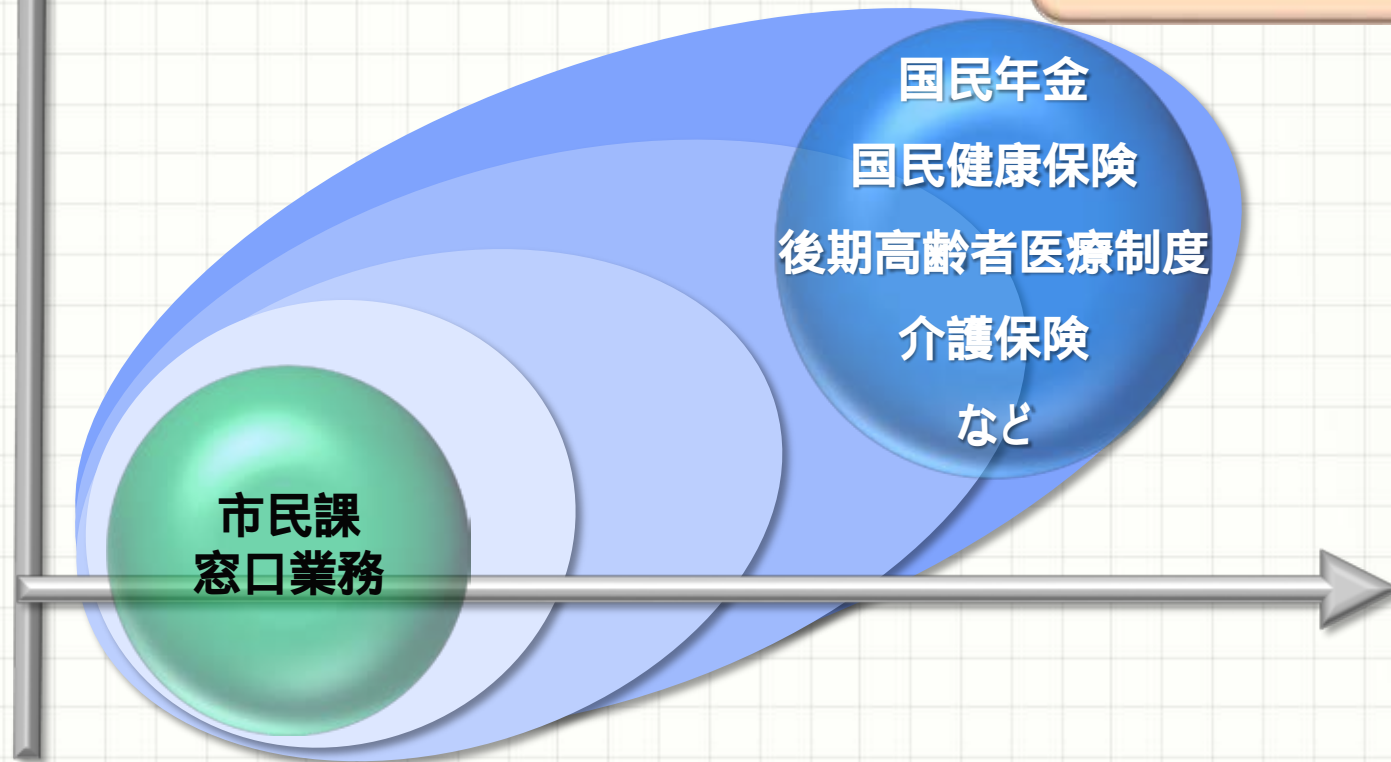 国民年金
国民健康保険
後期高齢者医療制度
介護保険
など
市民課
窓口業務